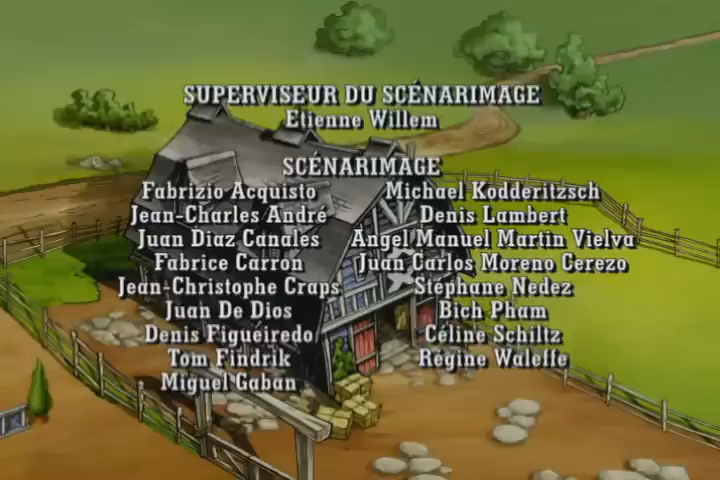 SUPERVISEUR DU SCÉNARIMAGE
Etienne Willem
SCÉNARIMAGE
Fabrizio Acquisto
Jean-Charles André
Juan Diaz Canales
Fabrice Carron
Jean-Christophe Craps
Juan De Dios
Denis Figueiredo
Tom Findrik
Miguel Gaban
Michael Kodderitzsch
Denis Lambert
Angel Manuel Martin Vielva
Juan Carlos Moreno Cerezo
Stéphane Nedez
Bich Pham
Céline Schiltz
Régine Waleffe